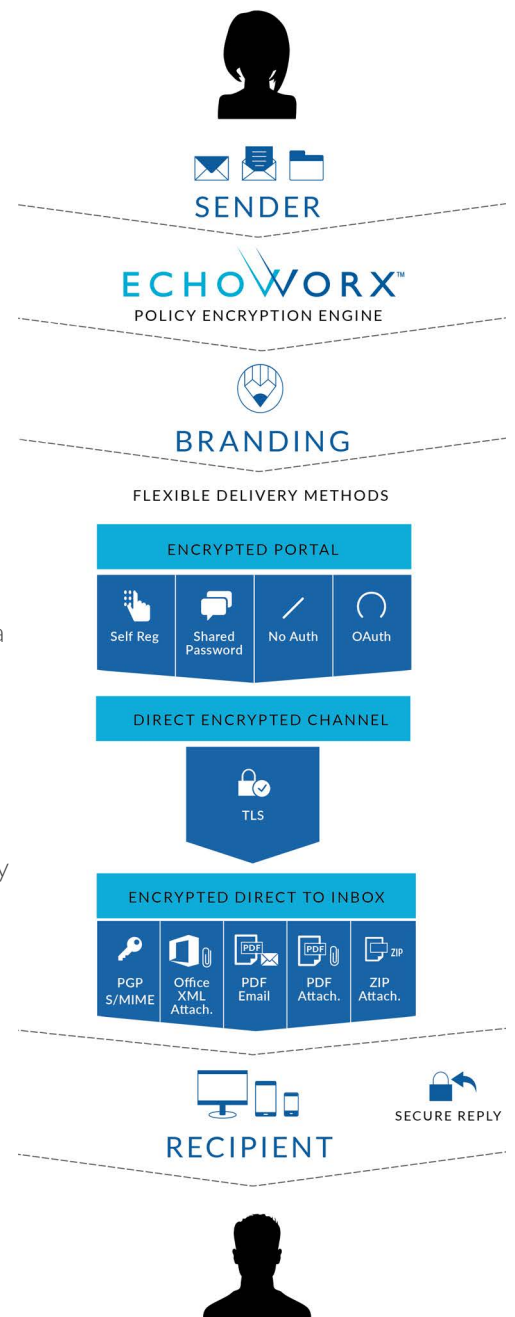 SENDER
ECHOWORX™
POLICY ENCRYPTION ENGINE
BRANDING
FLEXIBLE DELIVERY METHODS
ENCRYPTED PORTAL
Self Reg
Shared
Password
No Auth
OAuth
a
DIRECT ENCRYPTED CHANNEL
TLS
y
ENCRYPTED DIRECT TO INBOX
PGP
S/MIME
Office
XML
Attach.
PDF
PDF
Email
PDF
PDF
Attach.
ZIP
ZIP
Attach.
SECURE REPLY
RECIPIENT